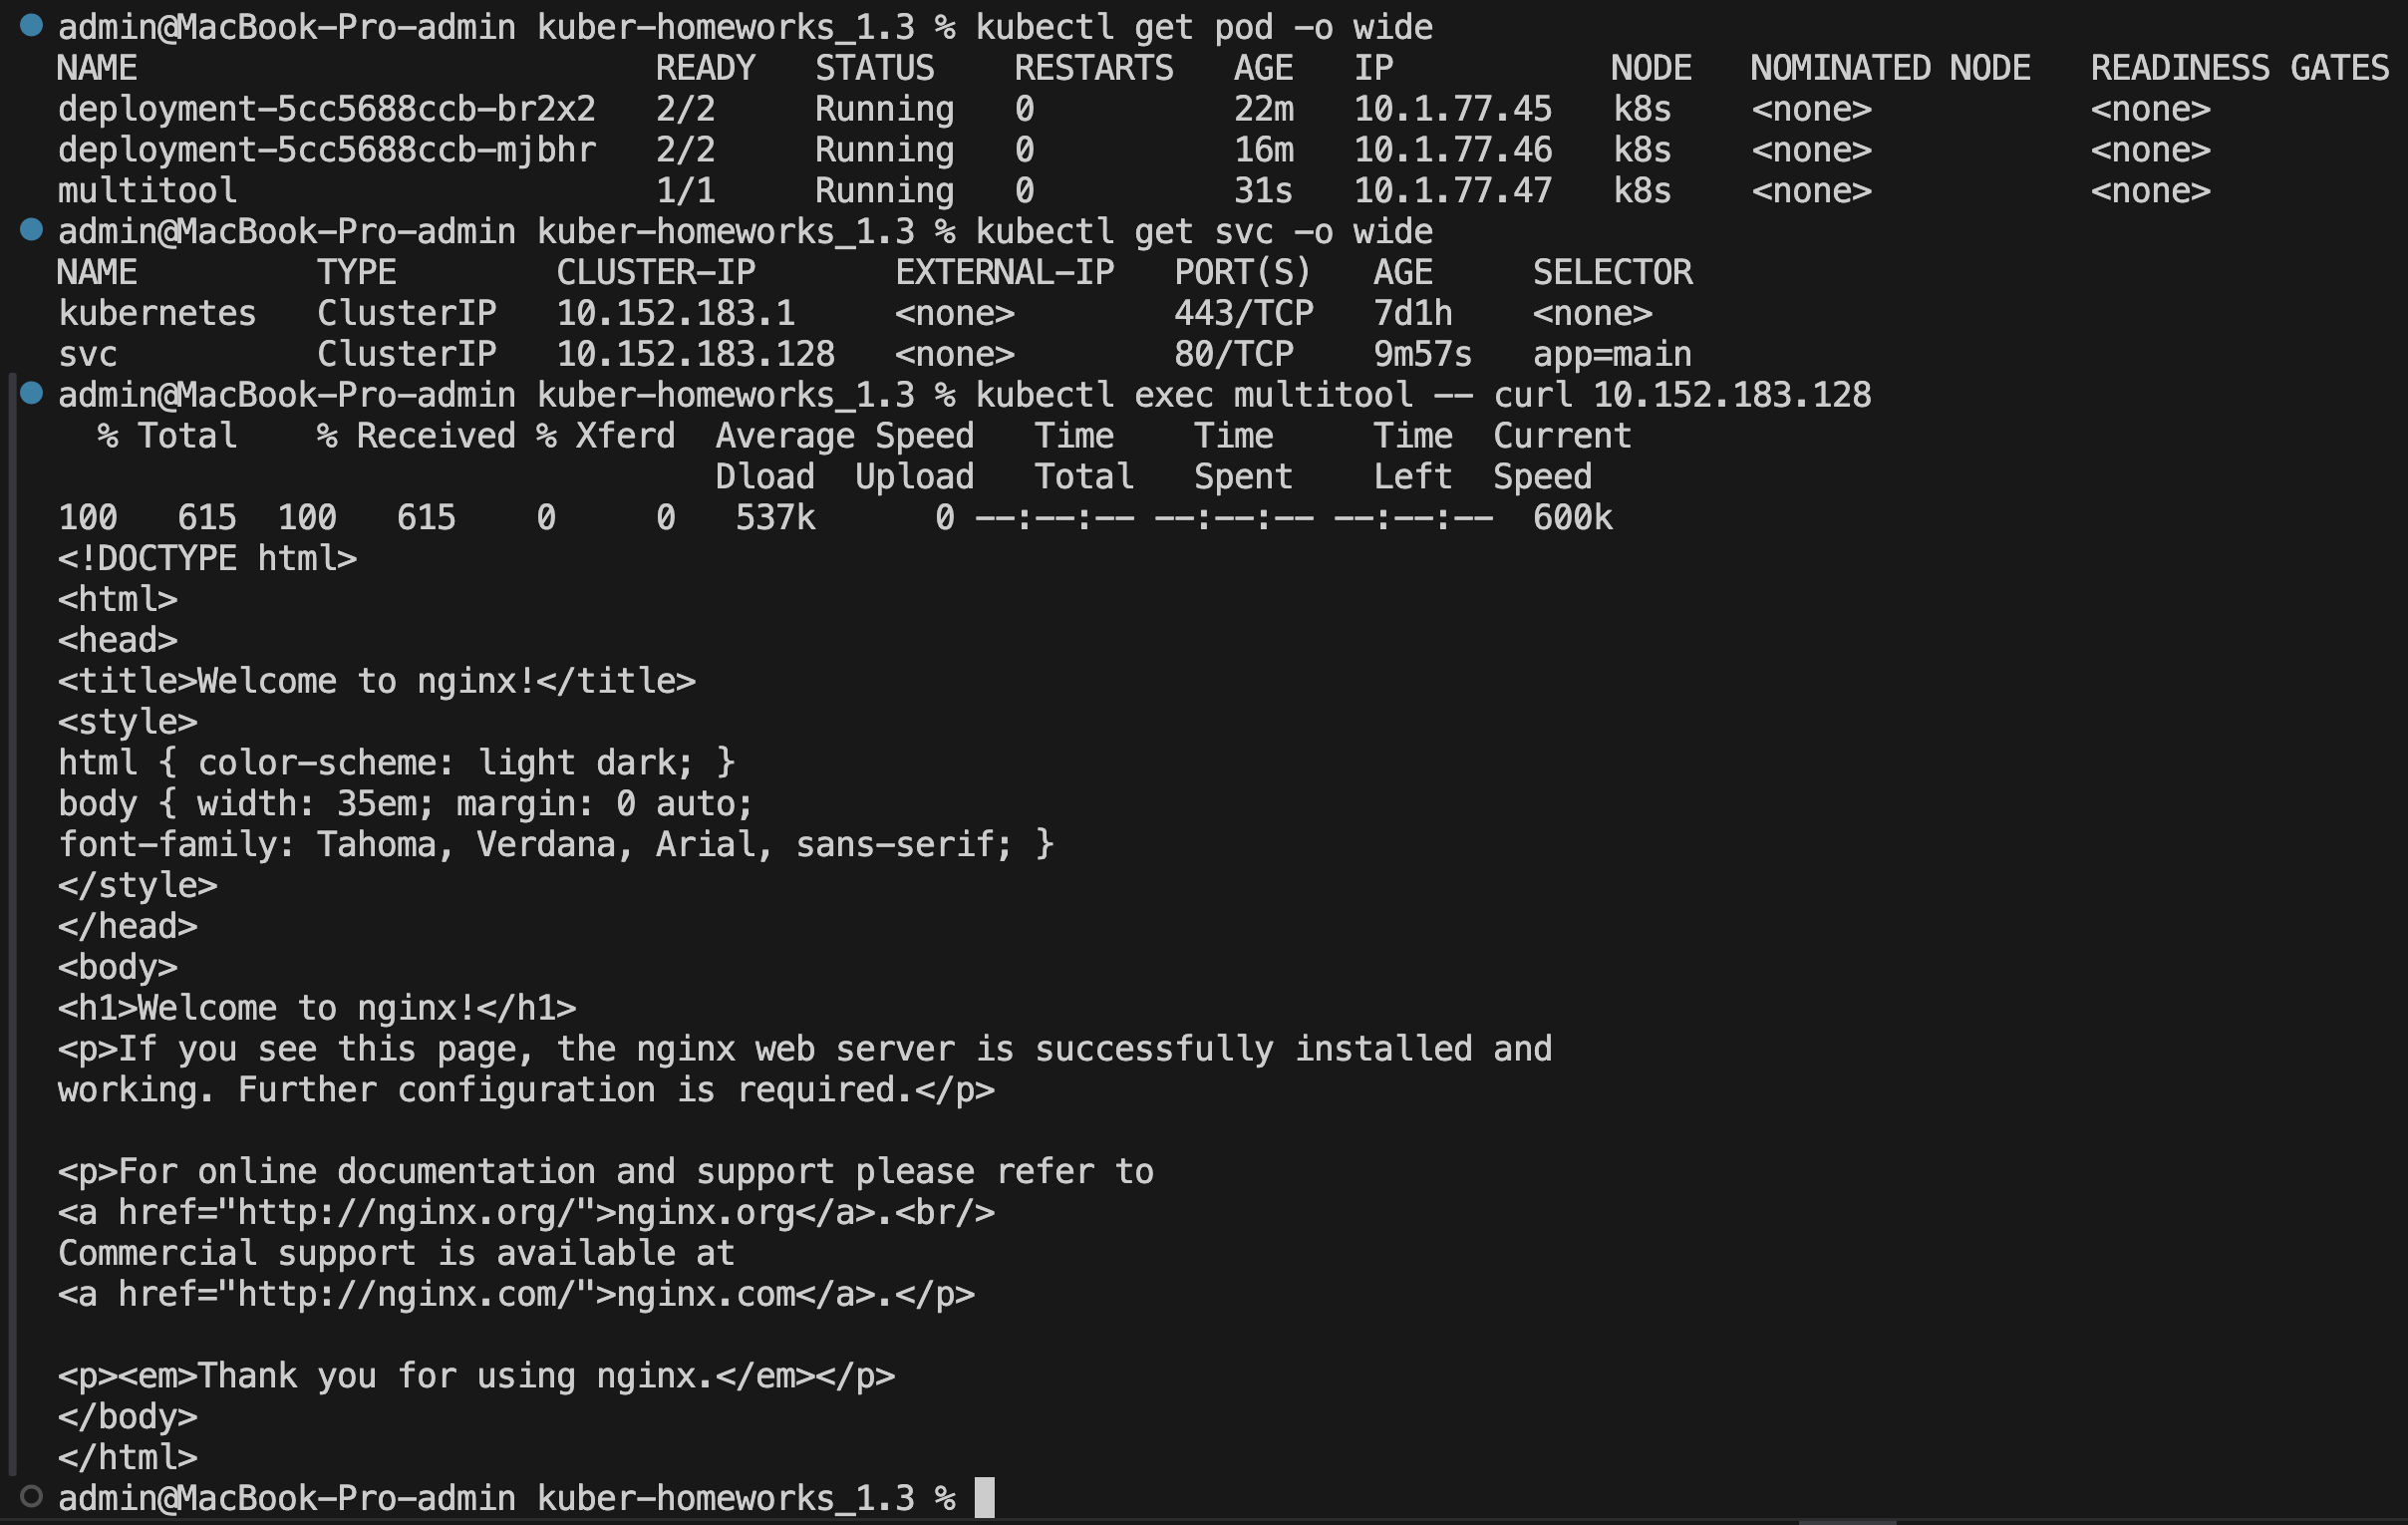 admin@MacBook-Pro-admin kuber-homeworks_1.3 % kubectl get pod -o wide
NAME                          READY   STATUS    RESTARTS   AGE   IP           NODE   NOMINATED NODE   READINESS GATES
deployment-5cc5688ccb-br2x2   2/2     Running   0          22m   10.1.77.45   k8s    <none>           <none>
deployment-5cc5688ccb-mjbhr   2/2     Running   0          16m   10.1.77.46   k8s    <none>           <none>
multitool                     1/1     Running   0          31s   10.1.77.47   k8s    <none>           <none>
admin@MacBook-Pro-admin kuber-homeworks_1.3 % kubectl get svc -o wide
NAME         TYPE        CLUSTER-IP       EXTERNAL-IP   PORT(S)   AGE     SELECTOR
kubernetes   ClusterIP   10.152.183.1     <none>        443/TCP   7d1h    <none>
svc          ClusterIP   10.152.183.128   <none>        80/TCP    9m57s   app=main
admin@MacBook-Pro-admin kuber-homeworks_1.3 % kubectl exec multitool -- curl 10.152.183.128
  % Total    % Received % Xferd  Average Speed   Time    Time     Time  Current
                                 Dload  Upload   Total   Spent    Left  Speed
100   615  100   615    0     0   537k      0 --:--:-- --:--:-- --:--:--  600k
<!DOCTYPE html>
<html>
<head>
<title>Welcome to nginx!</title>
<style>
html { color-scheme: light dark; }
body { width: 35em; margin: 0 auto;
font-family: Tahoma, Verdana, Arial, sans-serif; }
</style>
</head>
<body>
<h1>Welcome to nginx!</h1>
<p>If you see this page, the nginx web server is successfully installed and
working. Further configuration is required.</p>

<p>For online documentation and support please refer to
<a href="http://nginx.org/">nginx.org</a>.<br/>
Commercial support is available at
<a href="http://nginx.com/">nginx.com</a>.</p>

<p><em>Thank you for using nginx.</em></p>
</body>
</html>
admin@MacBook-Pro-admin kuber-homeworks_1.3 %